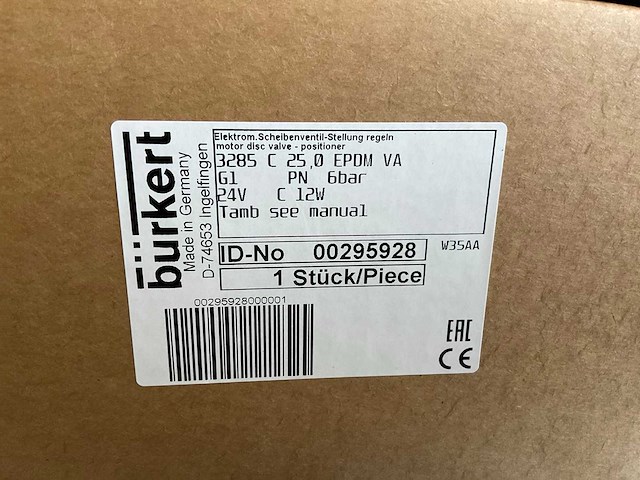 bürkert
Made in Germany
D-74653 Ingelfingen
Elektrom.Scheibenventil-Stellung regeln
motor disc valve - positioner
3285 C 25,0 EPDM VA
G1 PN 6bar
24V C 12W
Tamb see manual
ID-No 00295928
W35AA
1 Stück/Piece
00295928000001
EAC
CE